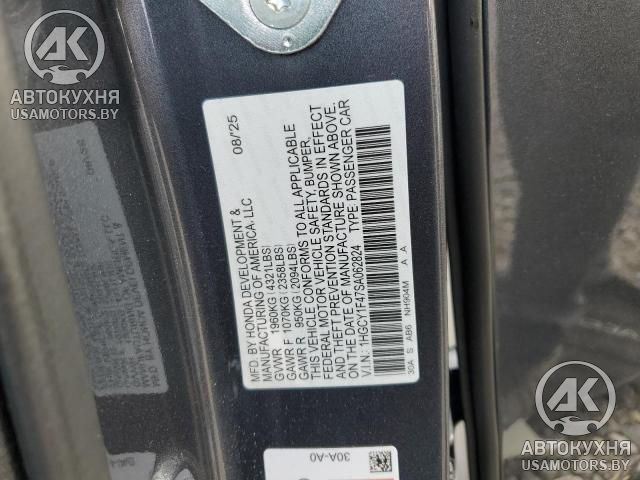 АК
АВТОКУХНЯ
USAMOTORS.BY
MFD. BY HONDA DEVELOPMENT &
MANUFACTURING OF AMERICA, LLC
08/'25
GVWR 1960KG(4321LBS)
GAWR F 1070KG(2358LBS)
GAWR R 950KG(2094LBS)
THIS VEHICLE CONFORMS TO ALL APPLICABLE
FEDERAL MOTOR VEHICLE SAFETY, BUMPER,
AND THEFT PREVENTION STANDARDS IN EFFECT
ON THE DATE OF MANUFACTURE SHOWN ABOVE.
V.I.N.: 1HGCY1F47SA062824 TYPE: PASSENGER CAR
30A S AB6 NH904M A A
30A-A0
АК
АВТОКУХНЯ
USAMOTORS.BY